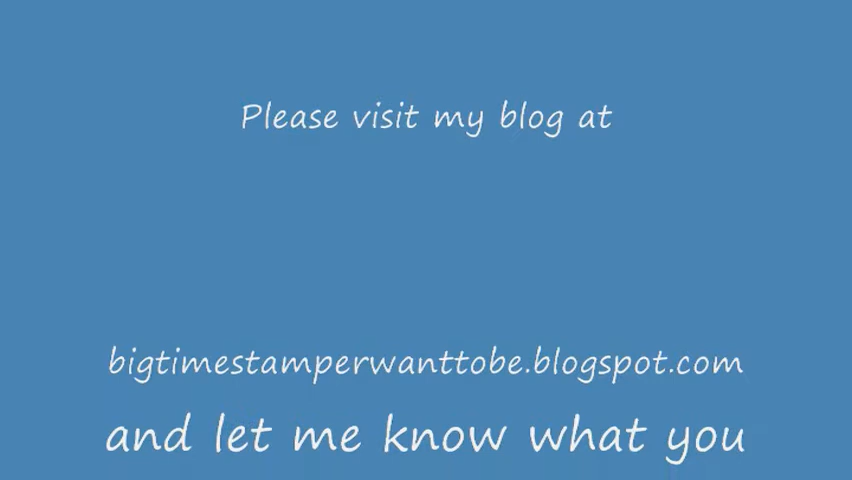 Please visit my blog at
bigtimestamperwanttobe.blogspot.com
and let me know what you